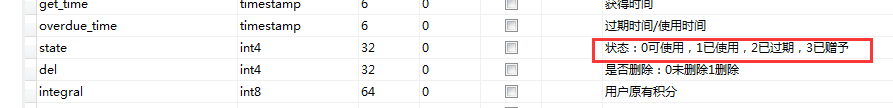 get_time timestamp 6 0 获得时间
overdue_time timestamp 6 0 过期时间/使用时间
state int4 32 0 状态：0可使用，1已使用，2已过期，3已赠予
del int4 32 0 是否删除：0未删除1删除
integral int8 64 0 用户原有积分